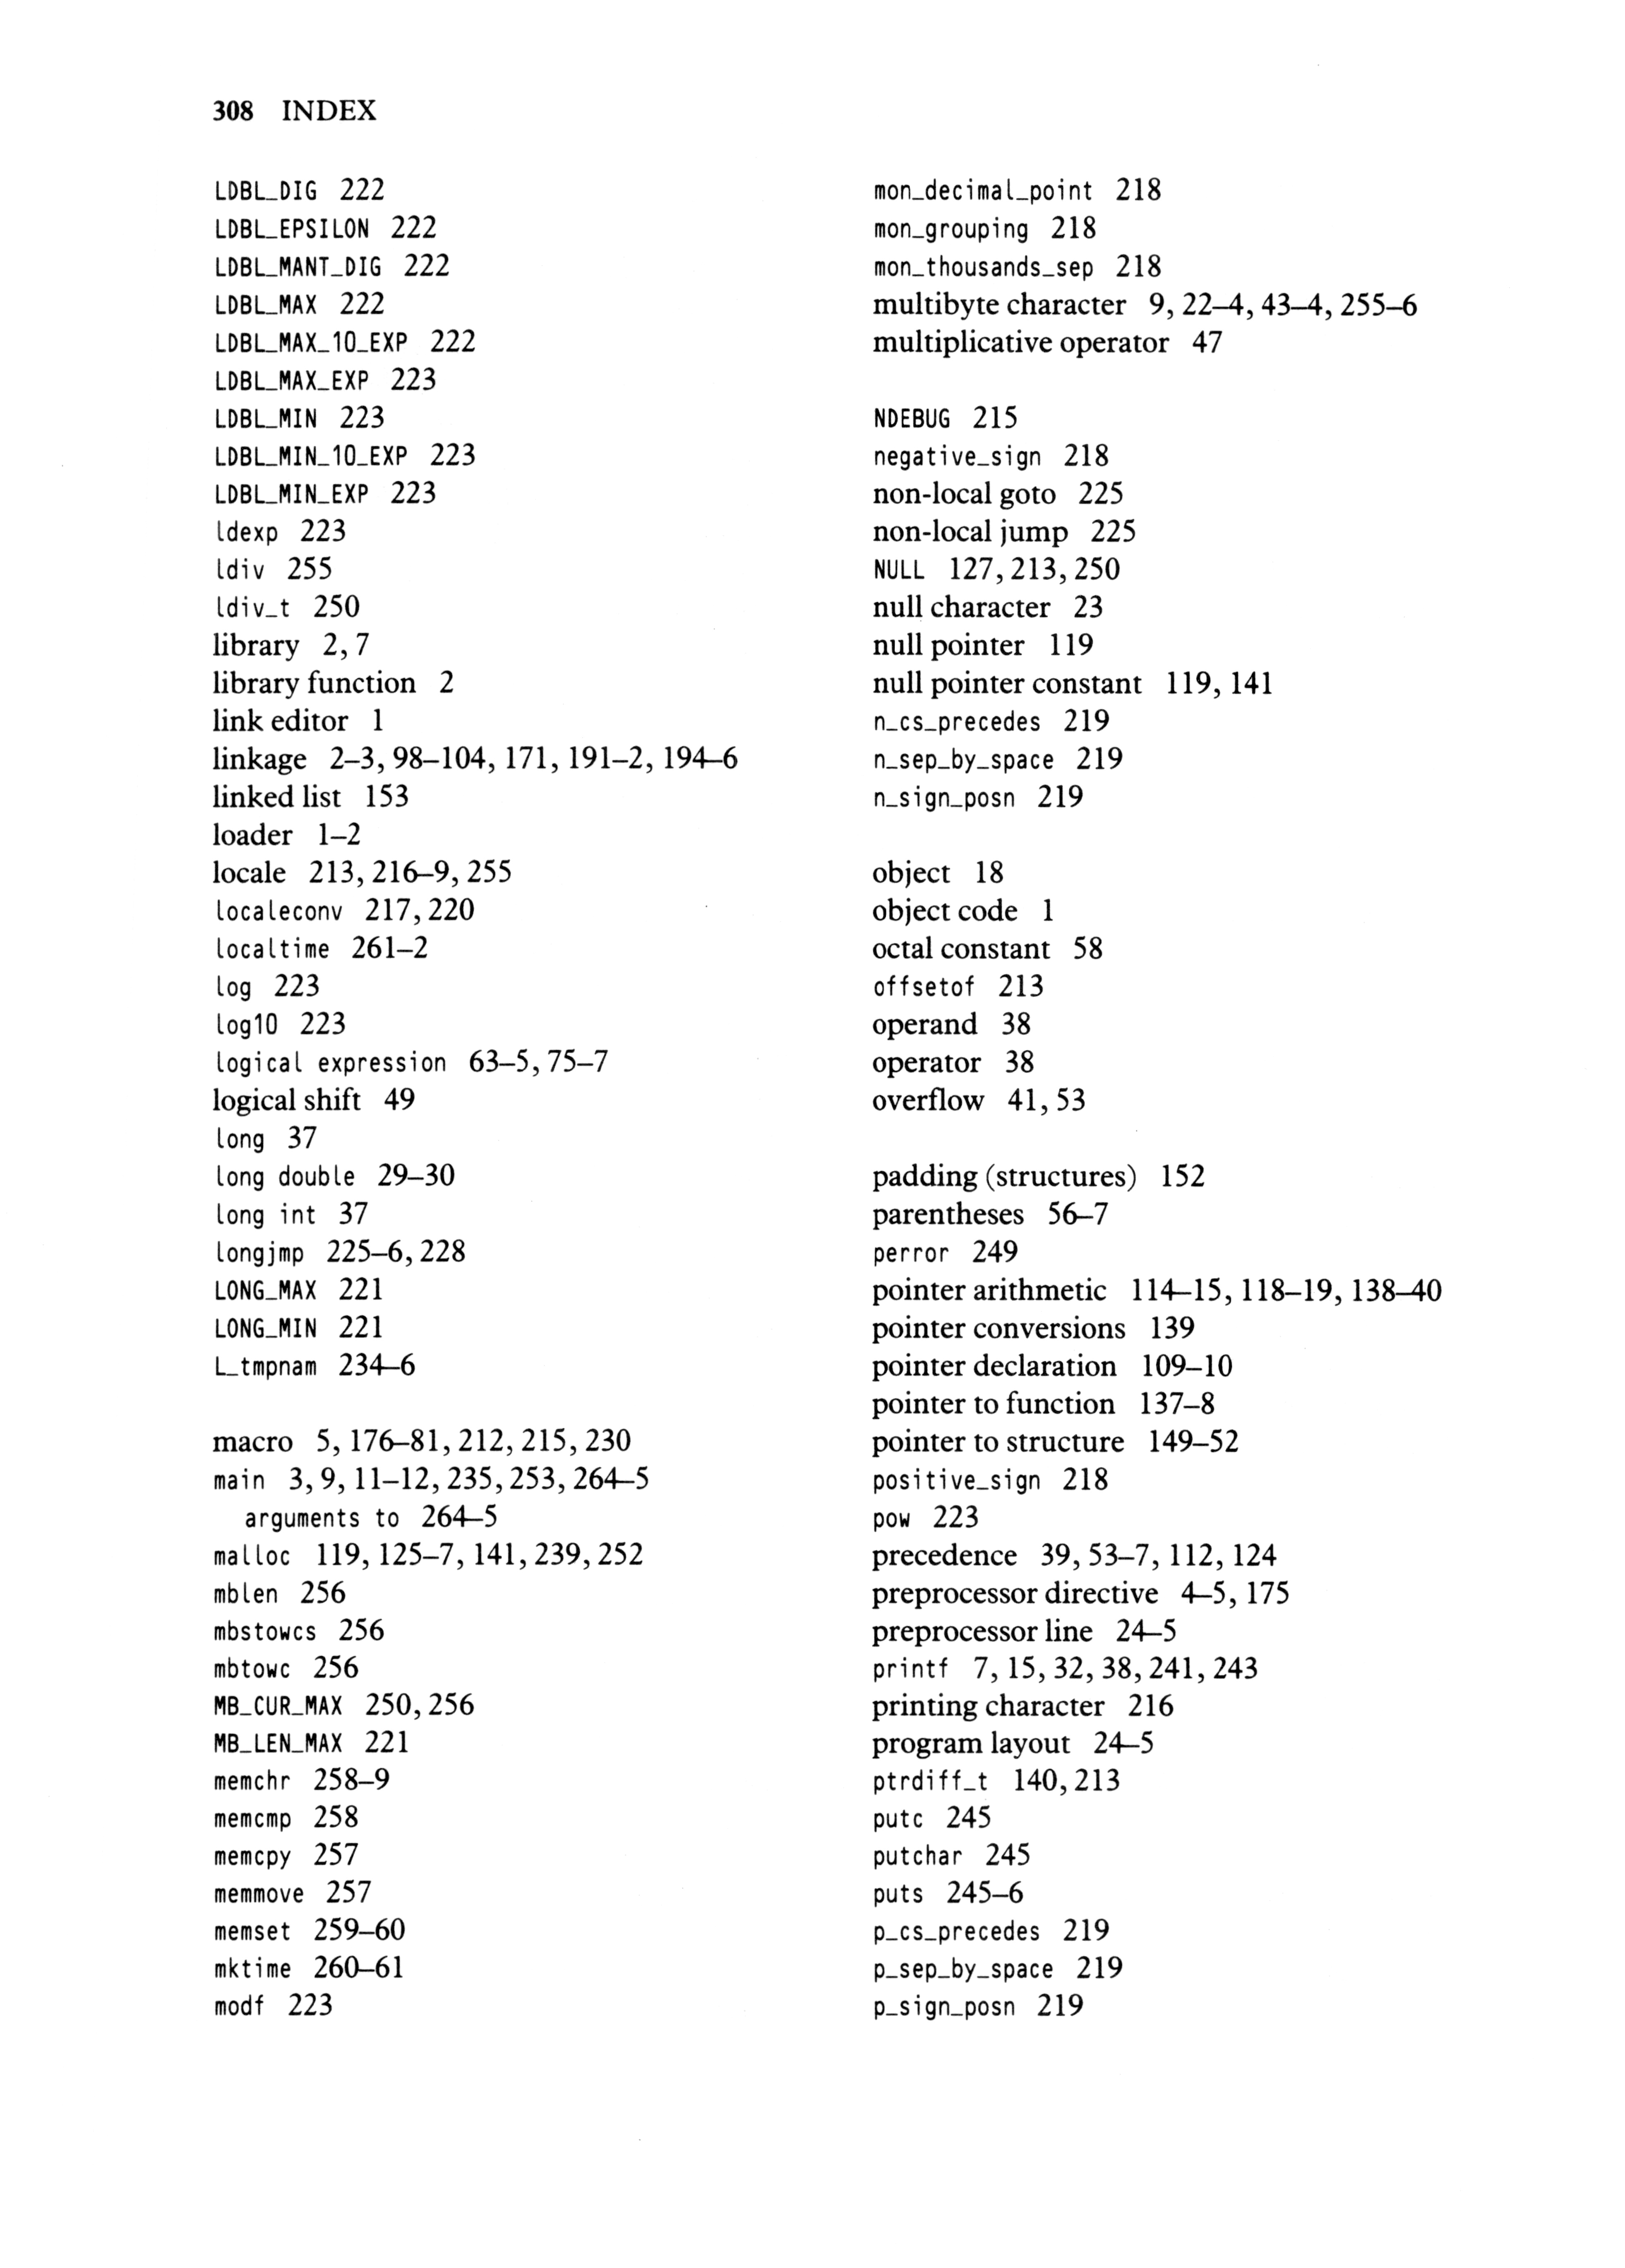 308 INDEX
LDBL_DIG 222
LDBL_EPSILON 222
LDBL_MANT_DIG 222
LDBL_MAX 222
LDBL_MAX_10_EXP 222
LDBL_MAX_EXP 223
LDBL_MIN 223
LDBL_MIN_10_EXP 223
LDBL_MIN_EXP 223
ldexp 223
ldiv 255
ldiv_t 250
library 2, 7
library function 2
link editor 1
linkage 2–3, 98–104, 171, 191–2, 194–6
linked list 153
loader 1–2
locale 213, 216–9, 255
localeconv 217, 220
localtime 261–2
log 223
log10 223
logical expression 63–5, 75–7
logical shift 49
long 37
long double 29–30
long int 37
longjmp 225–6, 228
LONG_MAX 221
LONG_MIN 221
L_tmpnam 234–6
macro 5, 176–81, 212, 215, 230
main 3, 9, 11–12, 235, 253, 264–5
arguments to 264–5
malloc 119, 125–7, 141, 239, 252
mblen 256
mbstowcs 256
mbtowc 256
MB_CUR_MAX 250, 256
MB_LEN_MAX 221
memchr 258–9
memcmp 258
memcpy 257
memmove 257
memset 259–60
mktime 260–61
modf 223
mon_decimal_point 218
mon_grouping 218
mon_thousands_sep 218
multibyte character 9, 22–4, 43–4, 255–6
multiplicative operator 47
NDEBUG 215
negative_sign 218
non-local goto 225
non-local jump 225
NULL 127, 213, 250
null character 23
null pointer 119
null pointer constant 119, 141
n_cs_precedes 219
n_sep_by_space 219
n_sign_posn 219
object 18
object code 1
octal constant 58
offsetof 213
operand 38
operator 38
overflow 41, 53
padding (structures) 152
parentheses 56–7
perror 249
pointer arithmetic 114–15, 118–19, 138–40
pointer conversions 139
pointer declaration 109–10
pointer to function 137–8
pointer to structure 149–52
positive_sign 218
pow 223
precedence 39, 53–7, 112, 124
preprocessor directive 4–5, 175
preprocessor line 24–5
printf 7, 15, 32, 38, 241, 243
printing character 216
program layout 24–5
ptrdiff_t 140, 213
putc 245
putchar 245
puts 245–6
p_cs_precedes 219
p_sep_by_space 219
p_sign_posn 219